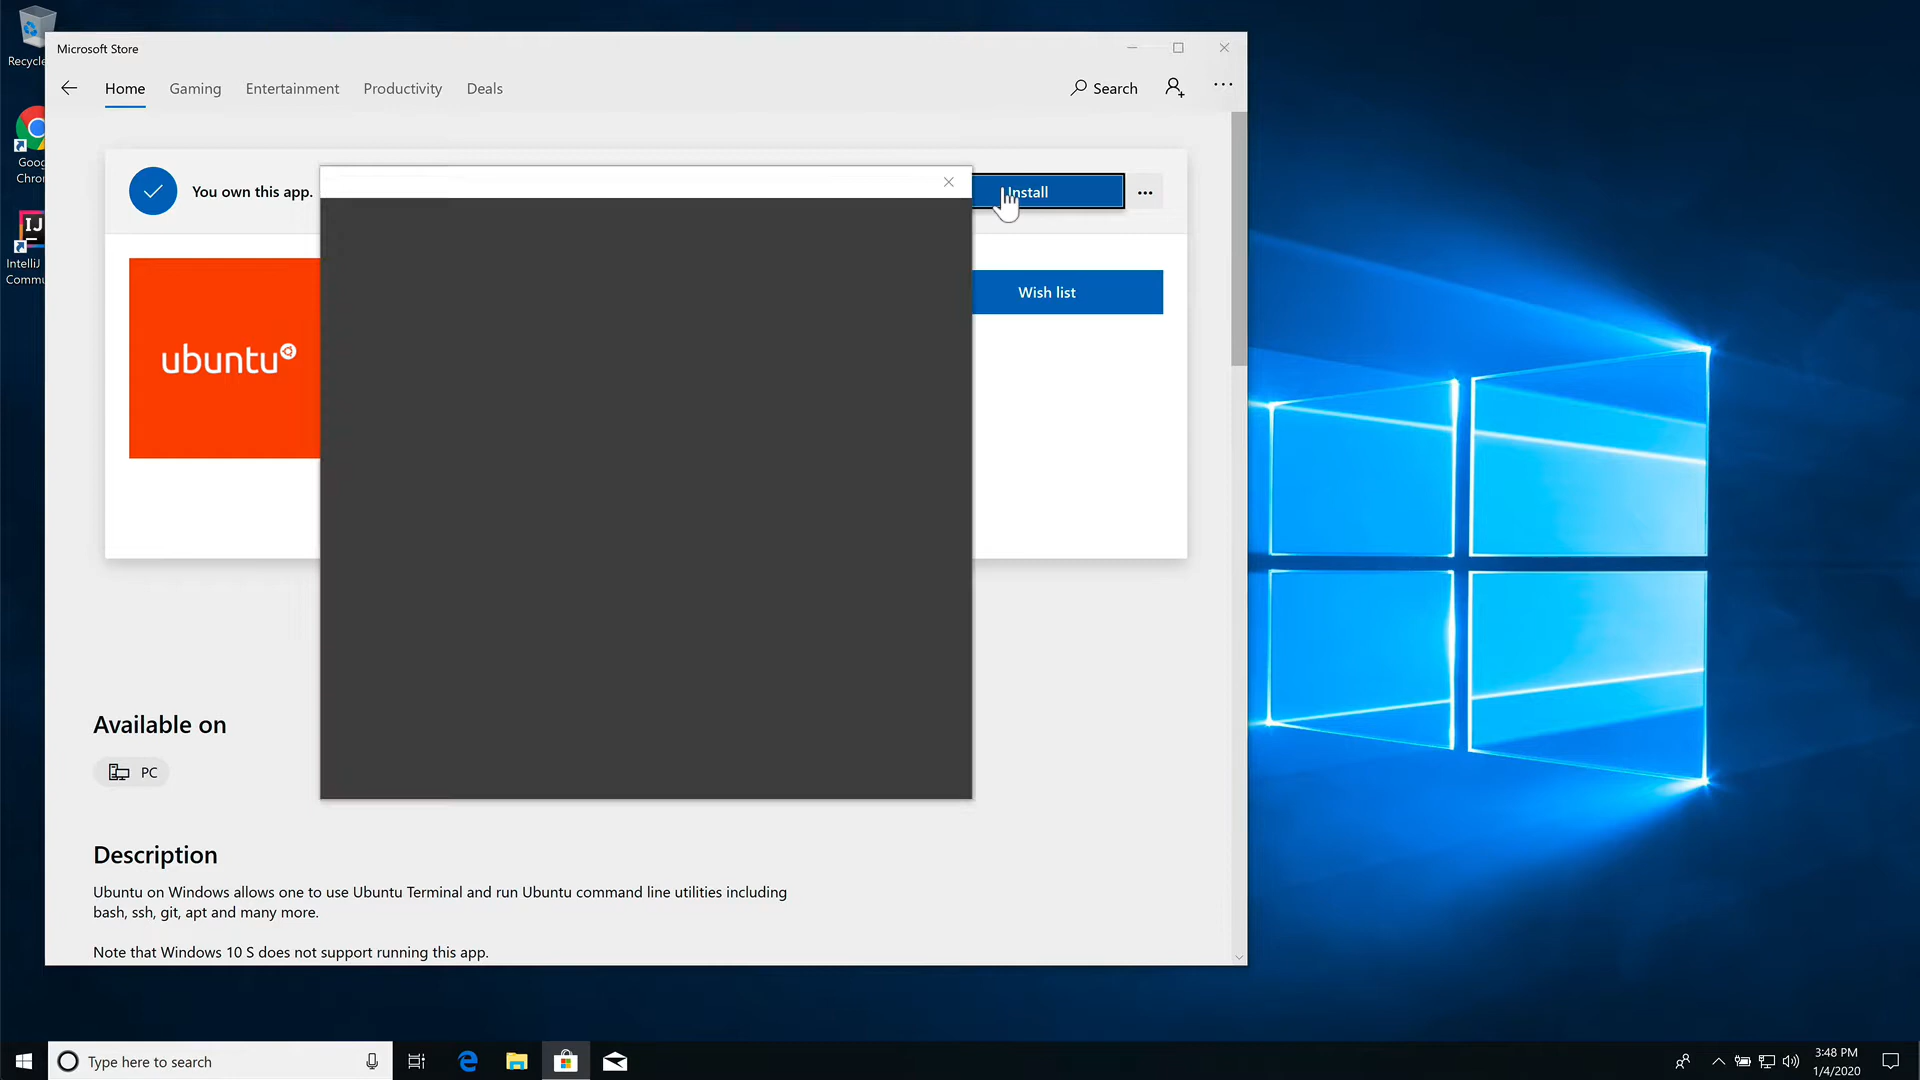 Recycle
Microsoft Store
Home Gaming Entertainment Productivity Deals
Search
Goog
Chron
You own this app.
Install
IJ
IntelliJ
Commu
Wish list
ubuntu
Available on
PC
Description
Ubuntu on Windows allows one to use Ubuntu Terminal and run Ubuntu command line utilities including
bash, ssh, git, apt and many more.
Note that Windows 10 S does not support running this app.
Type here to search
3:48 PM
1/4/2020